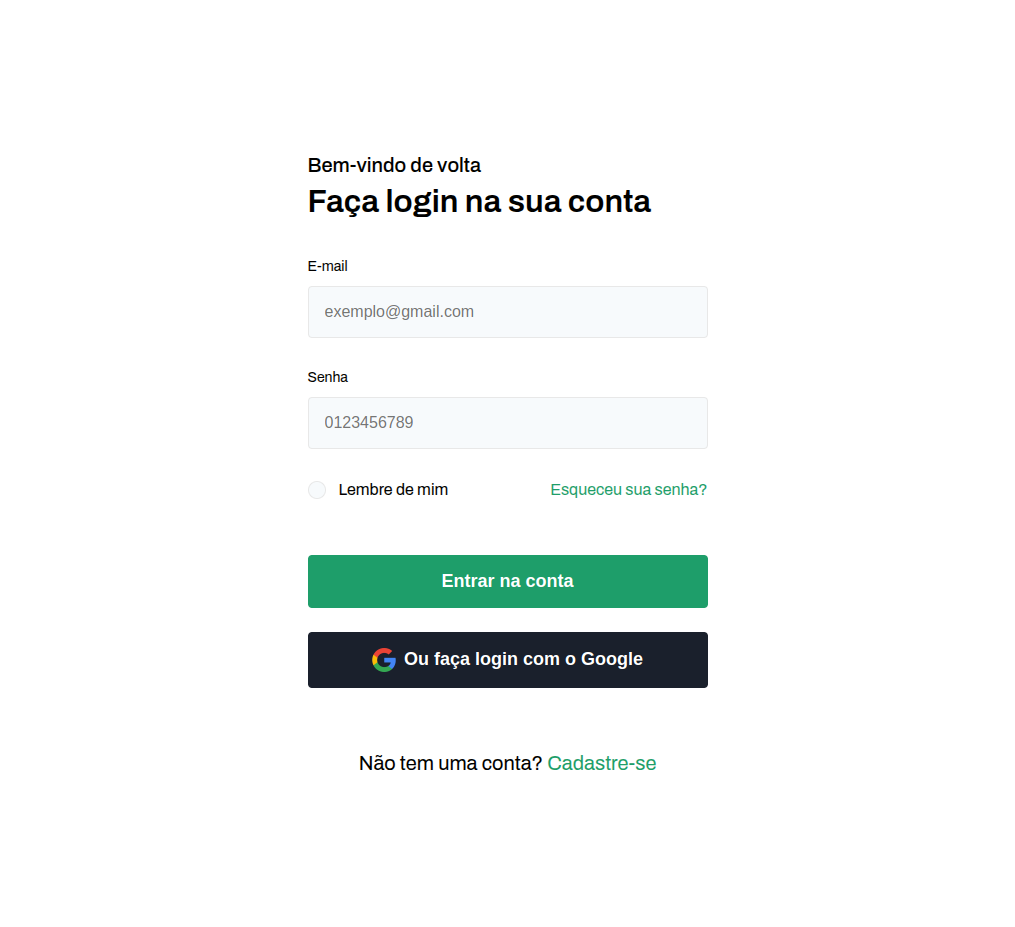 Bem-vindo de volta
Faça login na sua conta
E-mail
exemplo@gmail.com
Senha
0123456789
Lembre de mim Esqueceu sua senha?
Entrar na conta
Ou faça login com o Google
Não tem uma conta? Cadastre-se